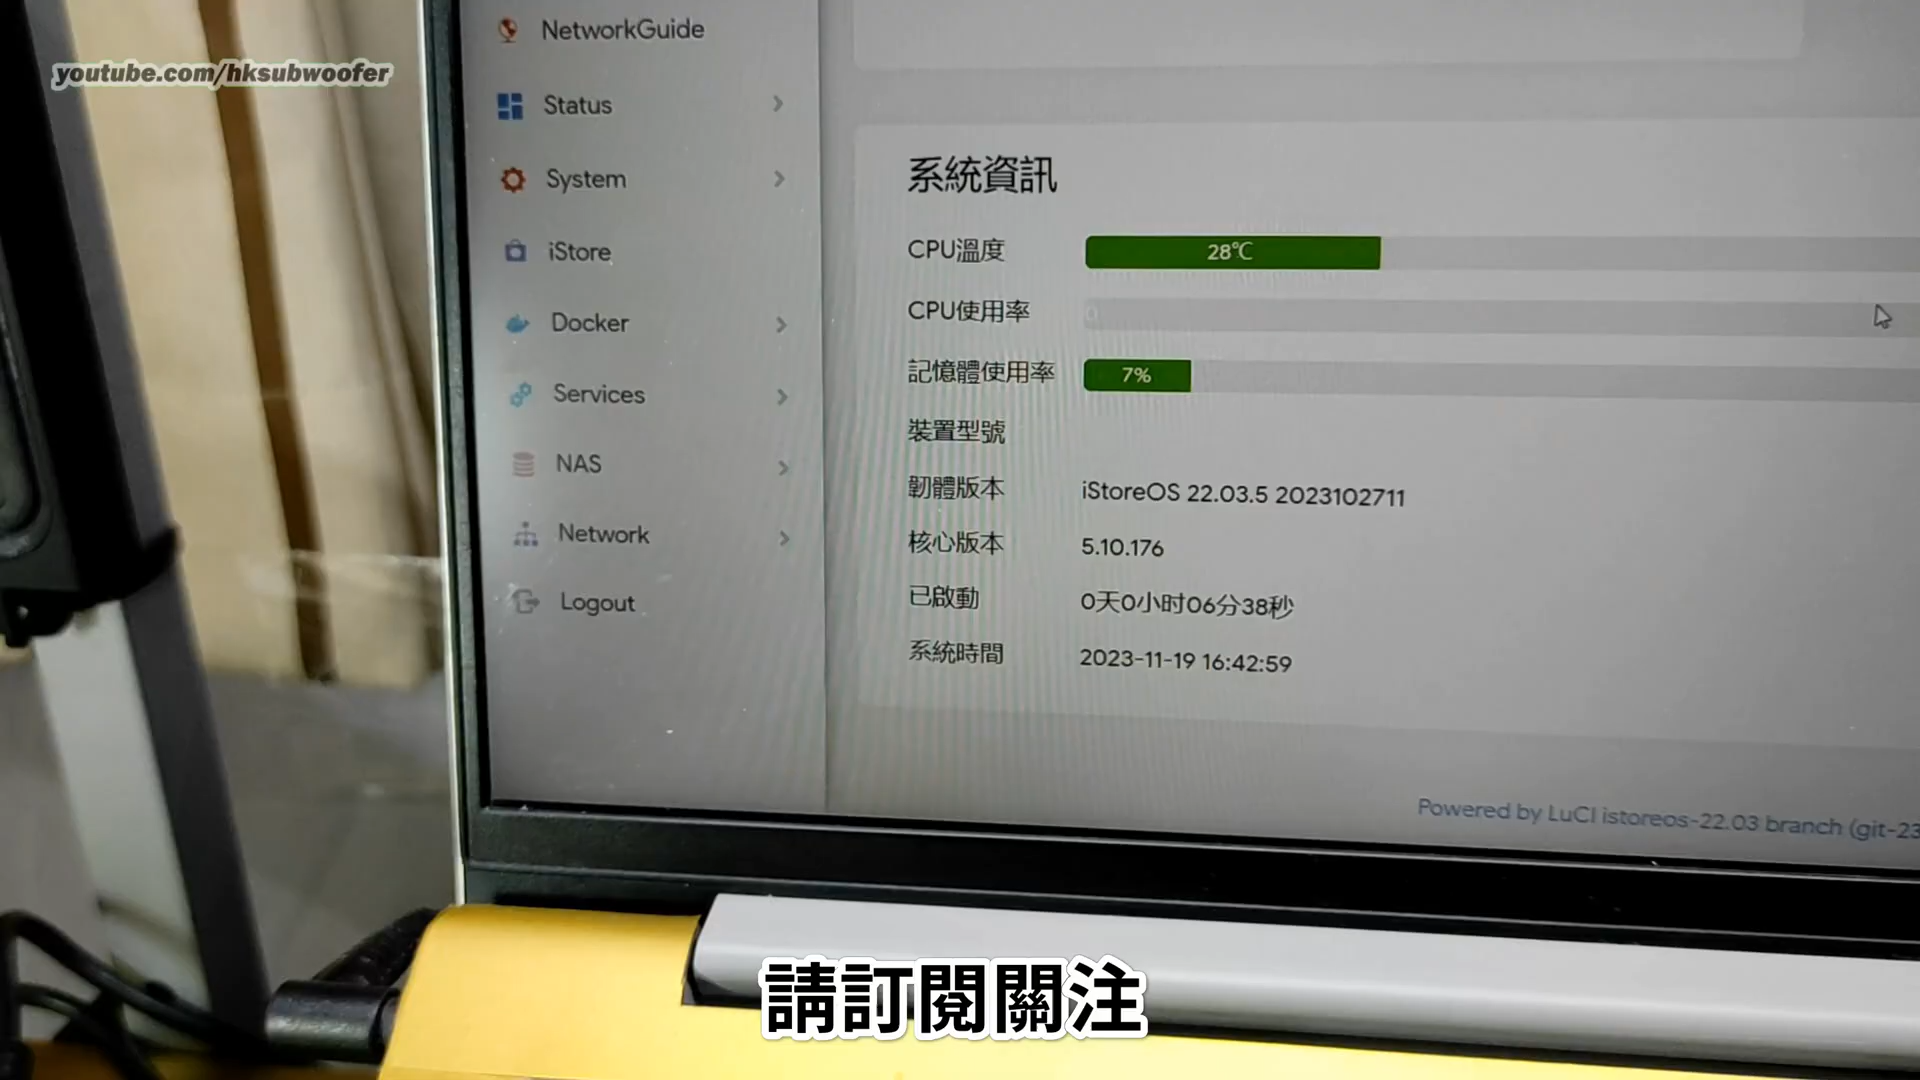 youtube.com/hksubwoofer
NetworkGuide
Status
System
iStore
Docker
Services
NAS
Network
Logout
系統資訊
CPU溫度 28℃
CPU使用率 0
記憶體使用率 7%
裝置型號
韌體版本 iStoreOS 22.03.5 2023102711
核心版本 5.10.176
已啟動 0天0小时06分38秒
系統時間 2023-11-19 16:42:59
Powered by LuCI istoreos-22.03 branch (git-23
請訂閱關注